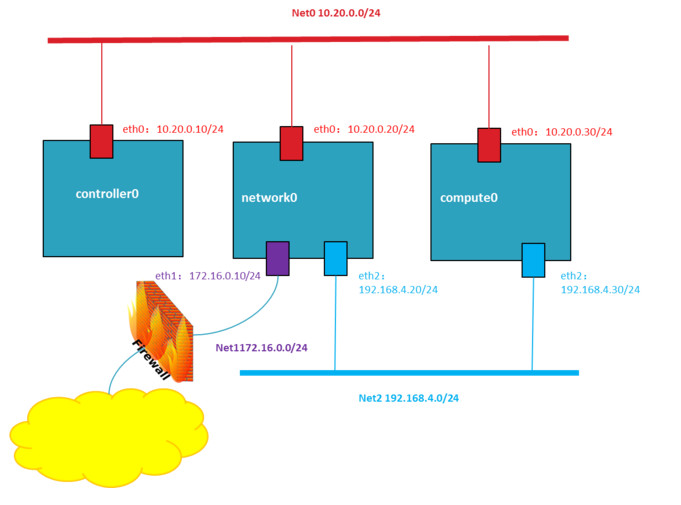 Net0 10.20.0.0/24
eth0：10.20.0.10/24
eth0：10.20.0.20/24
eth0：10.20.0.30/24
controller0
network0
compute0
eth1：172.16.0.10/24
eth2：
192.168.4.20/24
eth2：
192.168.4.30/24
Firewall
Net1172.16.0.0/24
Net2 192.168.4.0/24